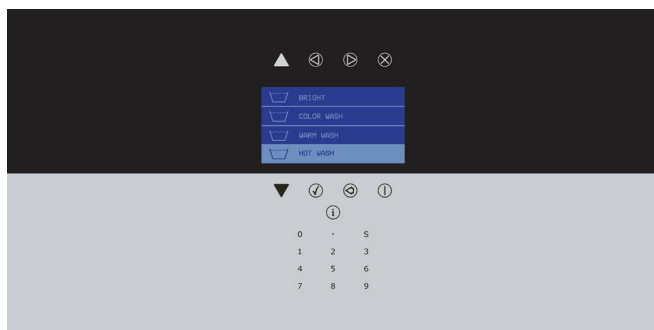 BRIGHT
COLOR WASH
WARM WASH
HOT WASH
i
0 . S
1 2 3
4 5 6
7 8 9